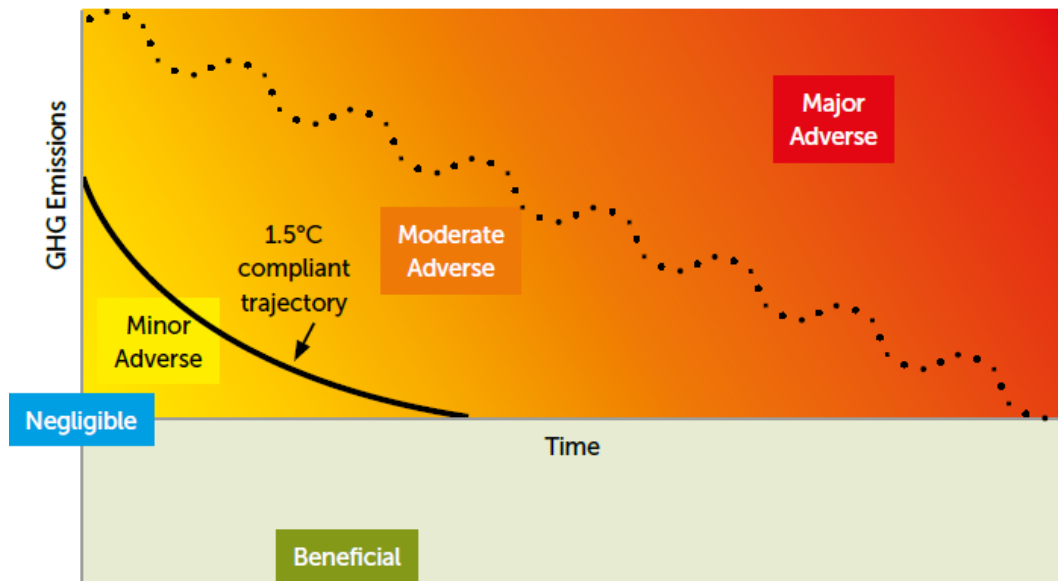 GHG Emissions
Major
Adverse
1.5°C
compliant
trajectory
Moderate
Adverse
Minor
Adverse
Negligible
Time
Beneficial